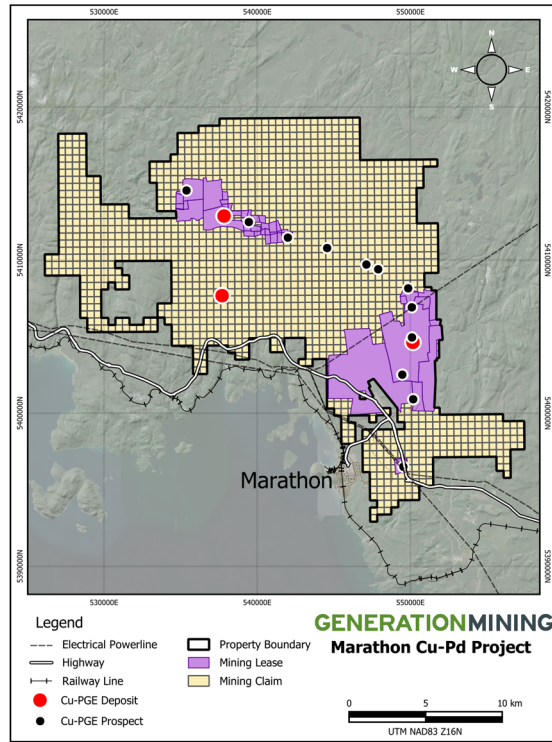 530000E 540000E 550000E
N
W E
S
5420000N 5420000N
5410000N 5410000N
5400000N 5400000N
Marathon
5390000N 5390000N
530000E 540000E 550000E
Legend
Electrical Powerline
Highway
Railway Line
Cu-PGE Deposit
Cu-PGE Prospect
Property Boundary
Mining Lease
Mining Claim
GENERATIONMINING
Marathon Cu-Pd Project
0 5 10 km
UTM NAD83 Z16N